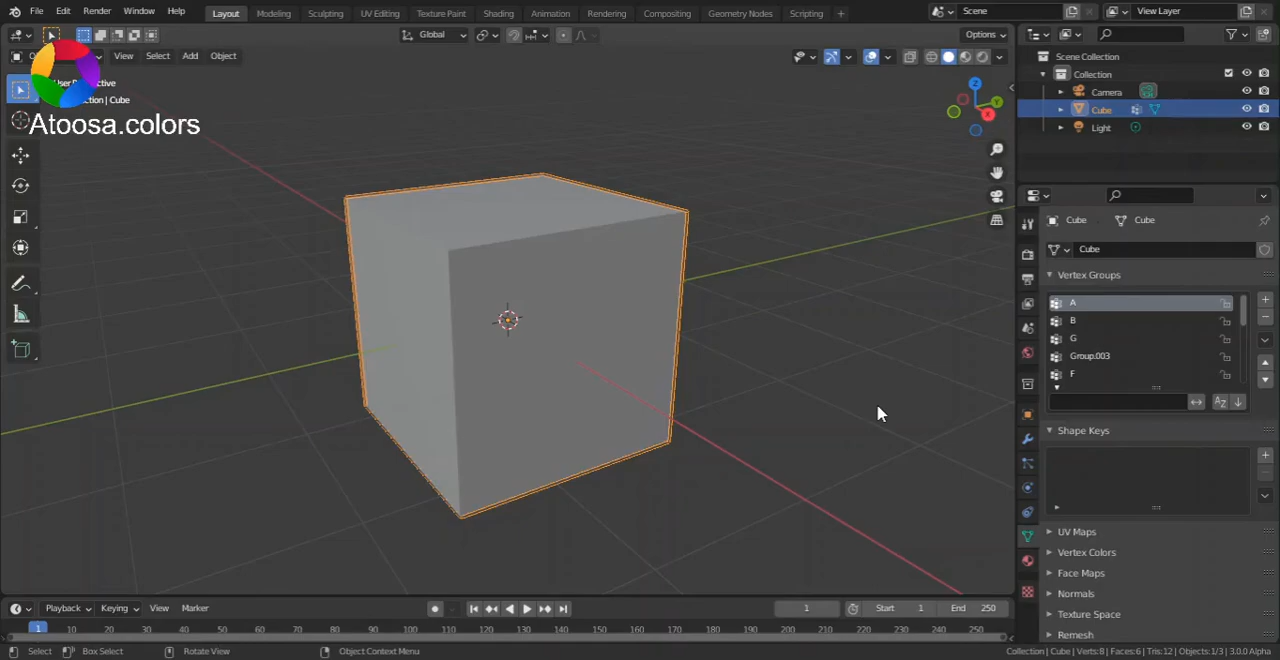 File Edit Render Window Help Layout Modeling Sculpting UV Editing Texture Paint Shading Animation Rendering Compositing Geometry Nodes Scripting + Scene View Layer
Global Options
View Select Add Object
Perspective
Collection | Cube
Atoosa.colors
Z
Y
X
Scene Collection
Collection
Camera
Cube
Light
Cube Cube
Cube
Vertex Groups
A
B
G
Group.003
F
Shape Keys
UV Maps
Vertex Colors
Face Maps
Normals
Texture Space
Remesh
Playback Keying View Marker 1 Start 1 End 250
1 10 20 30 40 50 60 70 80 90 100 110 120 130 140 150 160 170 180 190 200 210 220 230 240 250
Select Box Select Rotate View Object Context Menu Collection | Cube | Verts:8 | Faces:6 | Tris:12 | Objects:1/3 | 3.0.0 Alpha